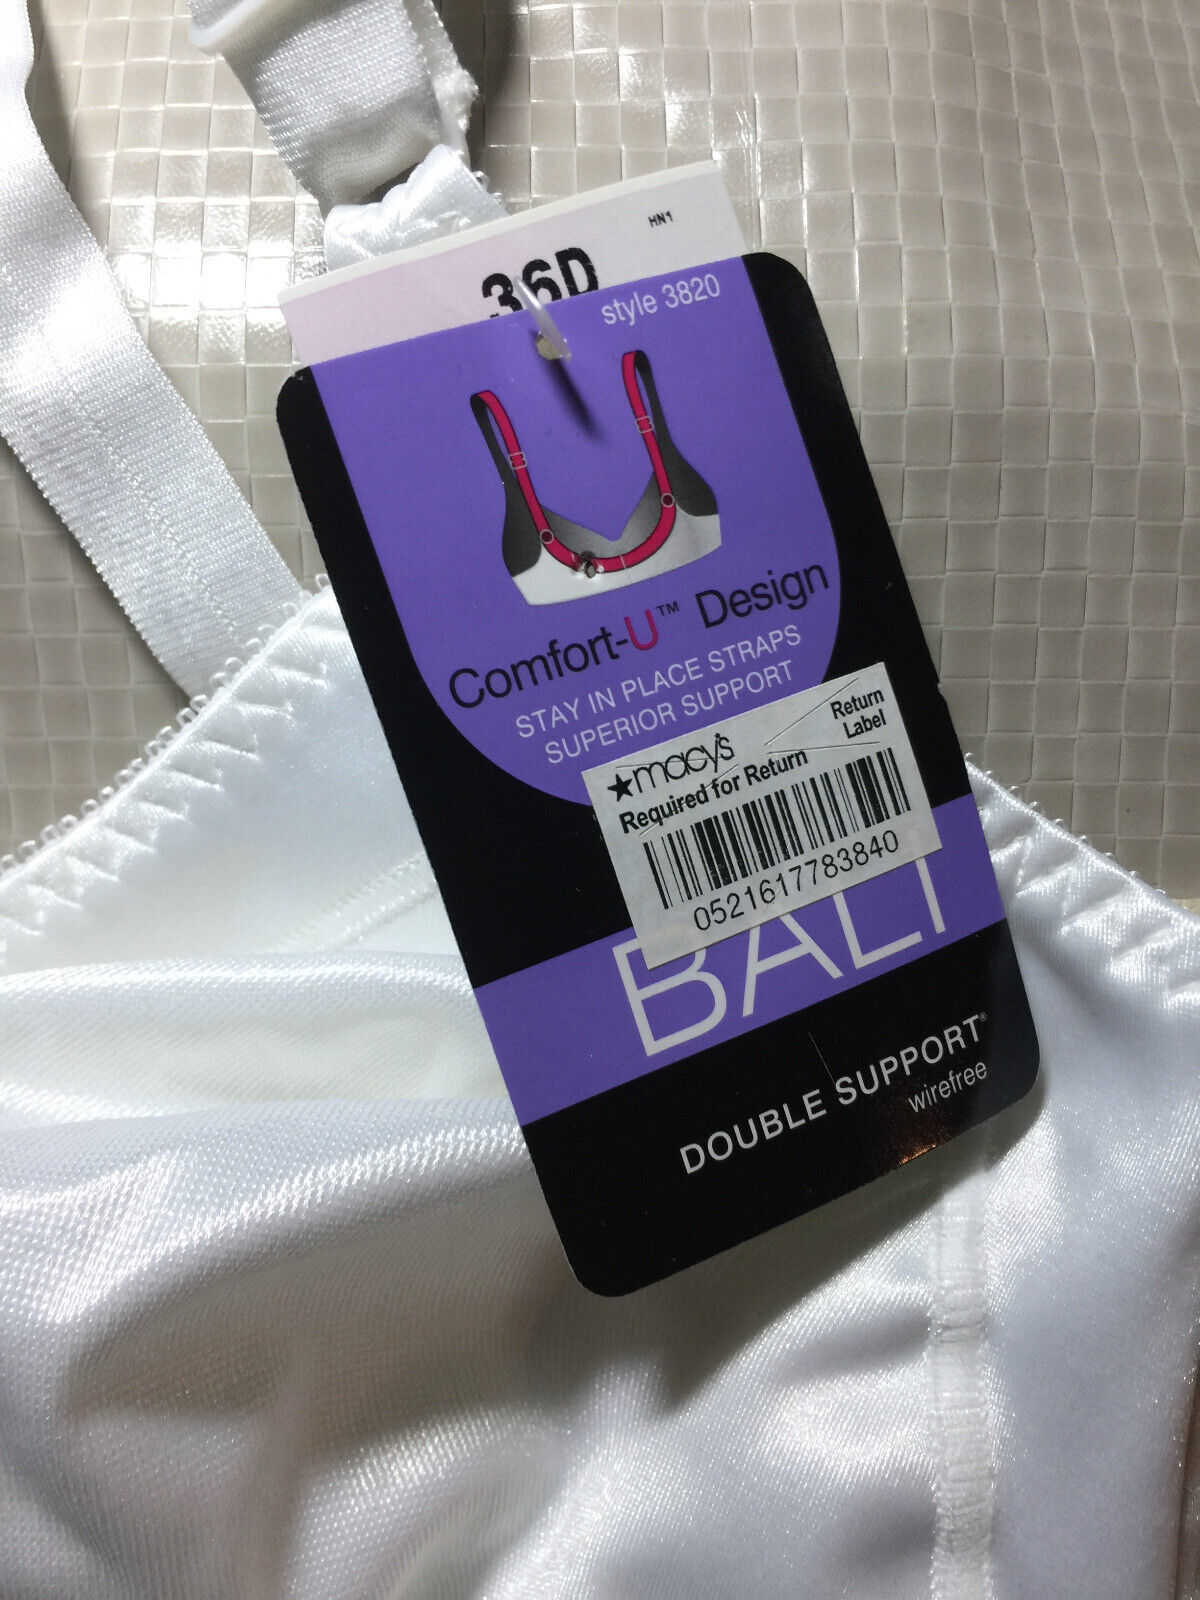 HN1
36D
style 3820
Comfort-U™ Design
STAY IN PLACE STRAPS
SUPERIOR SUPPORT
Return
Label
macy's
Required for Return
0521617783840
BALI
DOUBLE SUPPORT®
wirefree